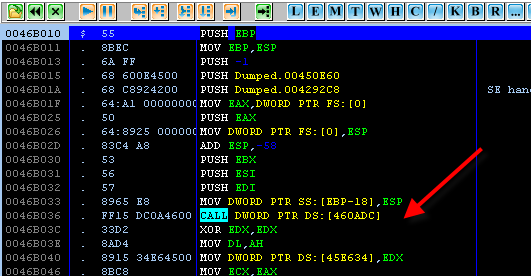 L E M T W H C / K B R ... S
0046B010 $ 55 PUSH EBP
0046B011 . 8BEC MOV EBP,ESP
0046B013 . 6A FF PUSH -1
0046B015 . 68 600E4500 PUSH Dumped.00450E60
0046B01A . 68 C8924200 PUSH Dumped.004292C8 SE han
0046B01F . 64:A1 00000000 MOV EAX,DWORD PTR FS:[0]
0046B025 . 50 PUSH EAX
0046B026 . 64:8925 000000 MOV DWORD PTR FS:[0],ESP
0046B02D . 83C4 A8 ADD ESP,-58
0046B030 . 53 PUSH EBX
0046B031 . 56 PUSH ESI
0046B032 . 57 PUSH EDI
0046B033 . 8965 E8 MOV DWORD PTR SS:[EBP-18],ESP
0046B036 . FF15 DC0A4600 CALL DWORD PTR DS:[460ADC]
0046B03C . 33D2 XOR EDX,EDX
0046B03E . 8AD4 MOV DL,AH
0046B040 . 8915 34E64500 MOV DWORD PTR DS:[45E634],EDX
0046B046 . 8BC8 MOV ECX,EAX